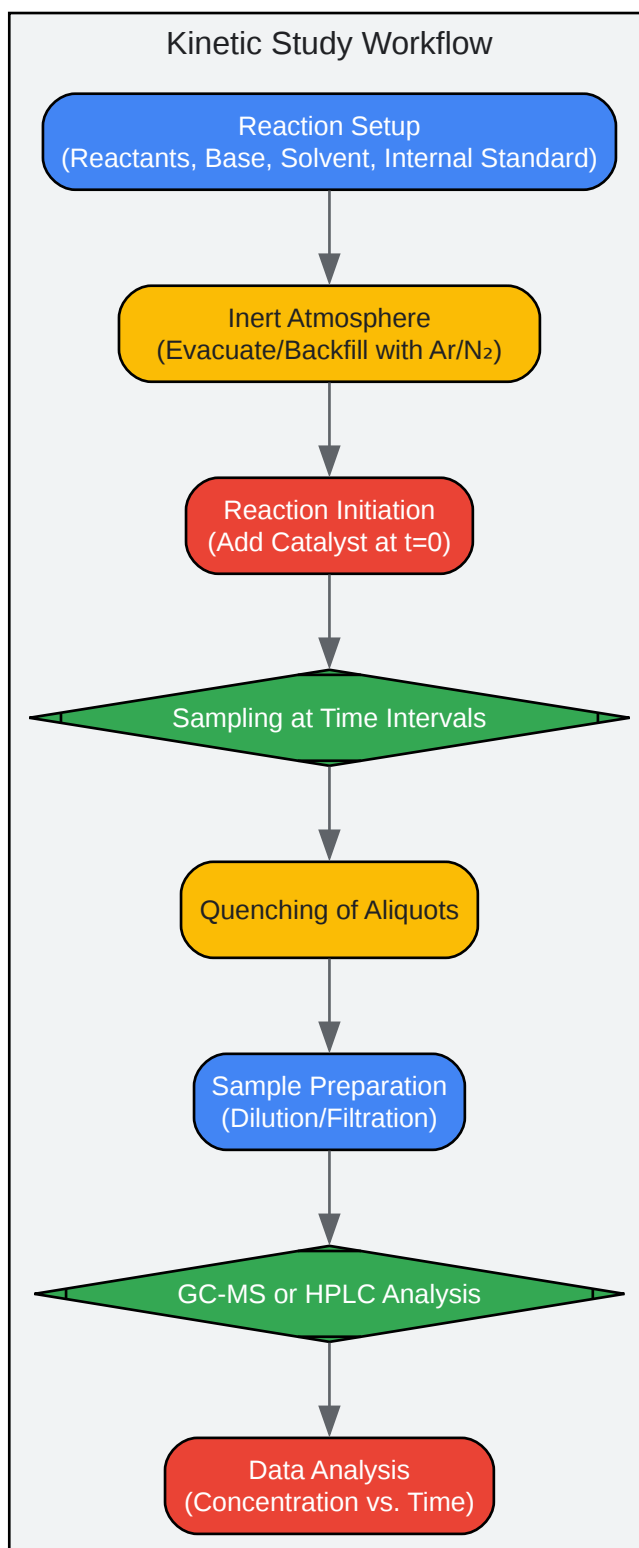 Kinetic Study Workflow
Reaction Setup
(Reactants, Base, Solvent, Internal Standard)
Inert Atmosphere
(Evacuate/Backfill with Ar/N₂)
Reaction Initiation
(Add Catalyst at t=0)
Sampling at Time Intervals
Quenching of Aliquots
Sample Preparation
(Dilution/Filtration)
GC-MS or HPLC Analysis
Data Analysis
(Concentration vs. Time)